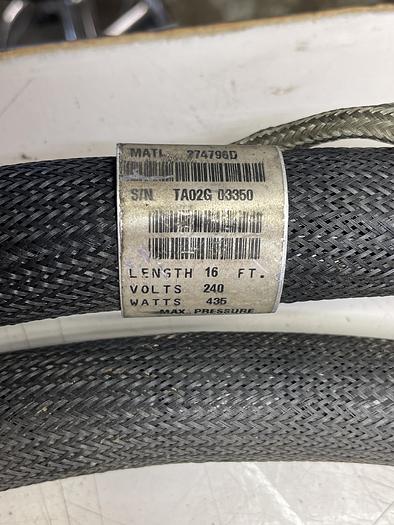 MATL 274796D
S/N TA02G 03350
LENGTH 16 FT.
VOLTS 240
WATTS 435
MAX. PRESSURE